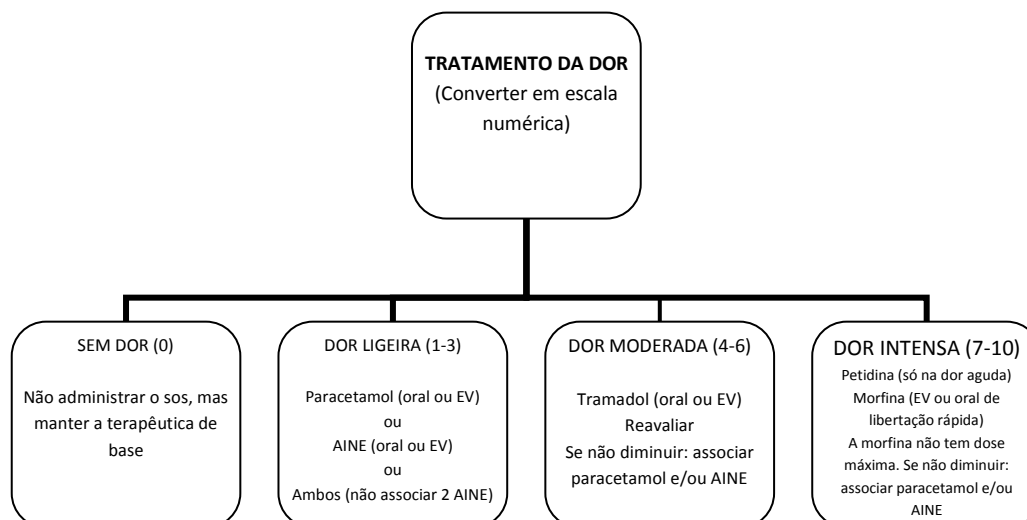 TRATAMENTO DA DOR
(Converter em escala
numérica)
SEM DOR (0)
Não administrar o sos, mas
manter a terapêutica de
base
DOR LIGEIRA (1-3)
Paracetamol (oral ou EV)
ou
AINE (oral ou EV)
ou
Ambos (não associar 2 AINE)
DOR MODERADA (4-6)
Tramadol (oral ou EV)
Reavaliar
Se não diminuir: associar
paracetamol e/ou AINE
DOR INTENSA (7-10)
Petidina (só na dor aguda)
Morfina (EV ou oral de
libertação rápida)
A morfina não tem dose
máxima. Se não diminuir:
associar paracetamol e/ou
AINE